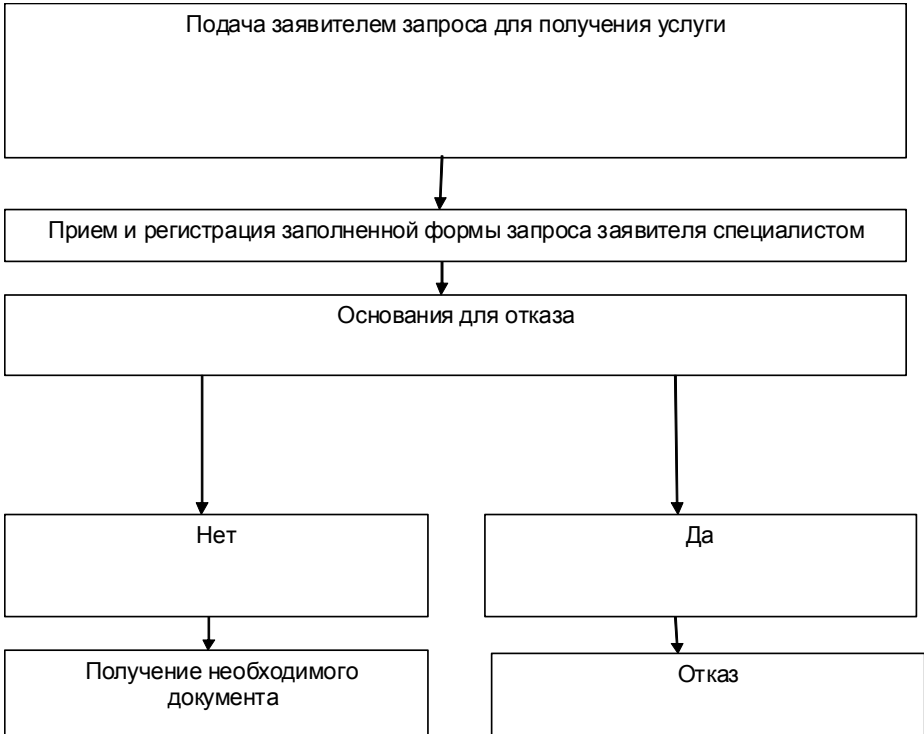 Подача заявителем запроса для получения услуги
Прием и регистрация заполненной формы запроса заявителя специалистом
Основания для отказа
Нет
Да
Получение необходимого
документа
Отказ